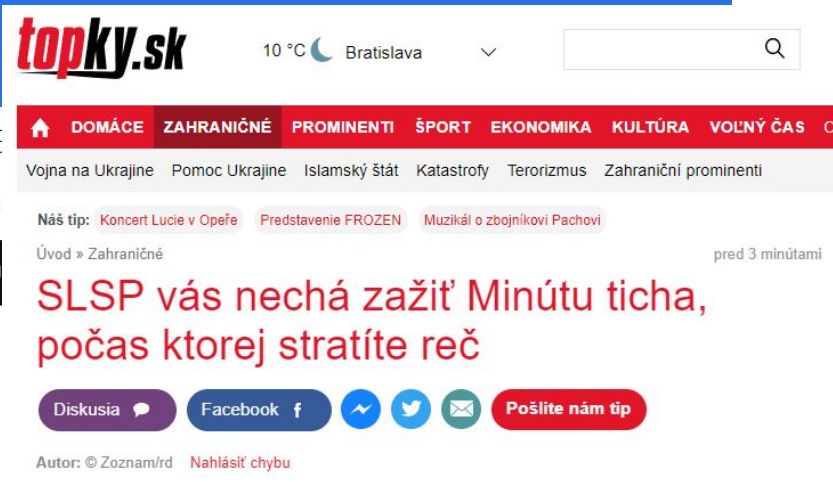 topky.sk
10 °C Bratislava
DOMÁCE ZAHRANIČNÉ PROMINENTI ŠPORT EKONOMIKA KULTÚRA VOĽNÝ ČAS
Vojna na Ukrajine Pomoc Ukrajine Islamský štát Katastrofy Terorizmus Zahraniční prominenti
Náš tip: Koncert Lucie v Opeře Predstavenie FROZEN Muzikál o zbojníkovi Pachovi
Úvod » Zahraničné pred 3 minútami
SLSP vás nechá zažiť Minútu ticha,
počas ktorej stratíte reč
Diskusia Facebook f Pošlite nám tip
Autor: © Zoznam/rd Nahlásiť chybu